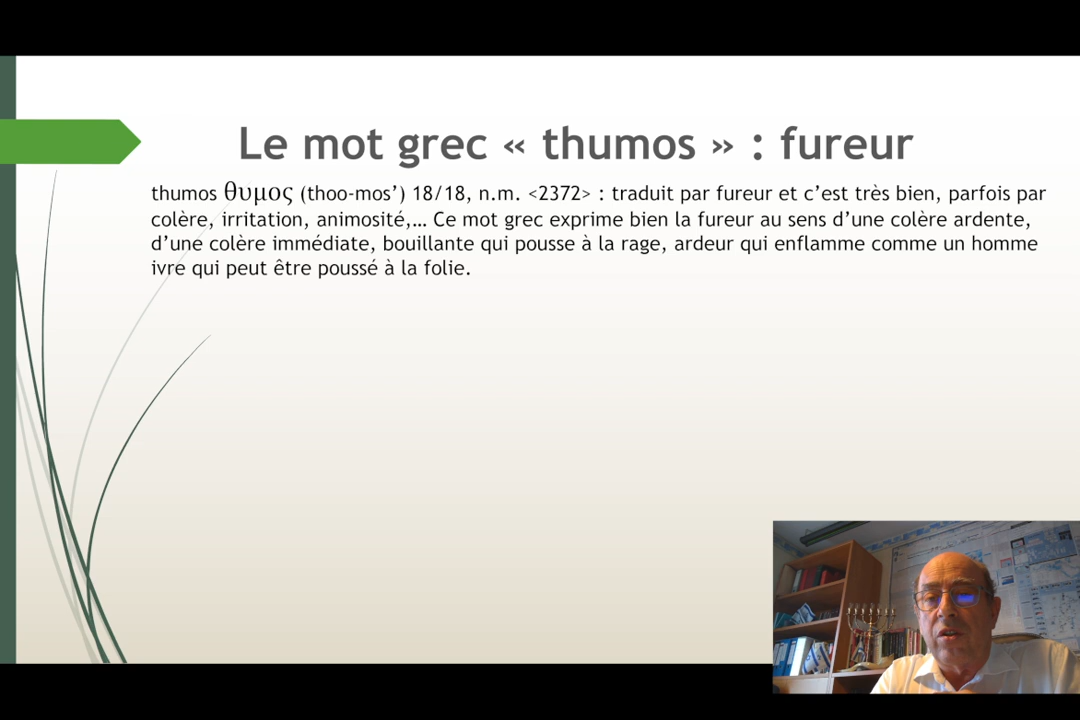 Le mot grec « thumos » : fureur
thumos θυμος (thoo-mos’) 18/18, n.m. <2372> : traduit par fureur et c’est très bien, parfois par
colère, irritation, animosité,… Ce mot grec exprime bien la fureur au sens d’une colère ardente,
d’une colère immédiate, bouillante qui pousse à la rage, ardeur qui enflamme comme un homme
ivre qui peut être poussé à la folie.